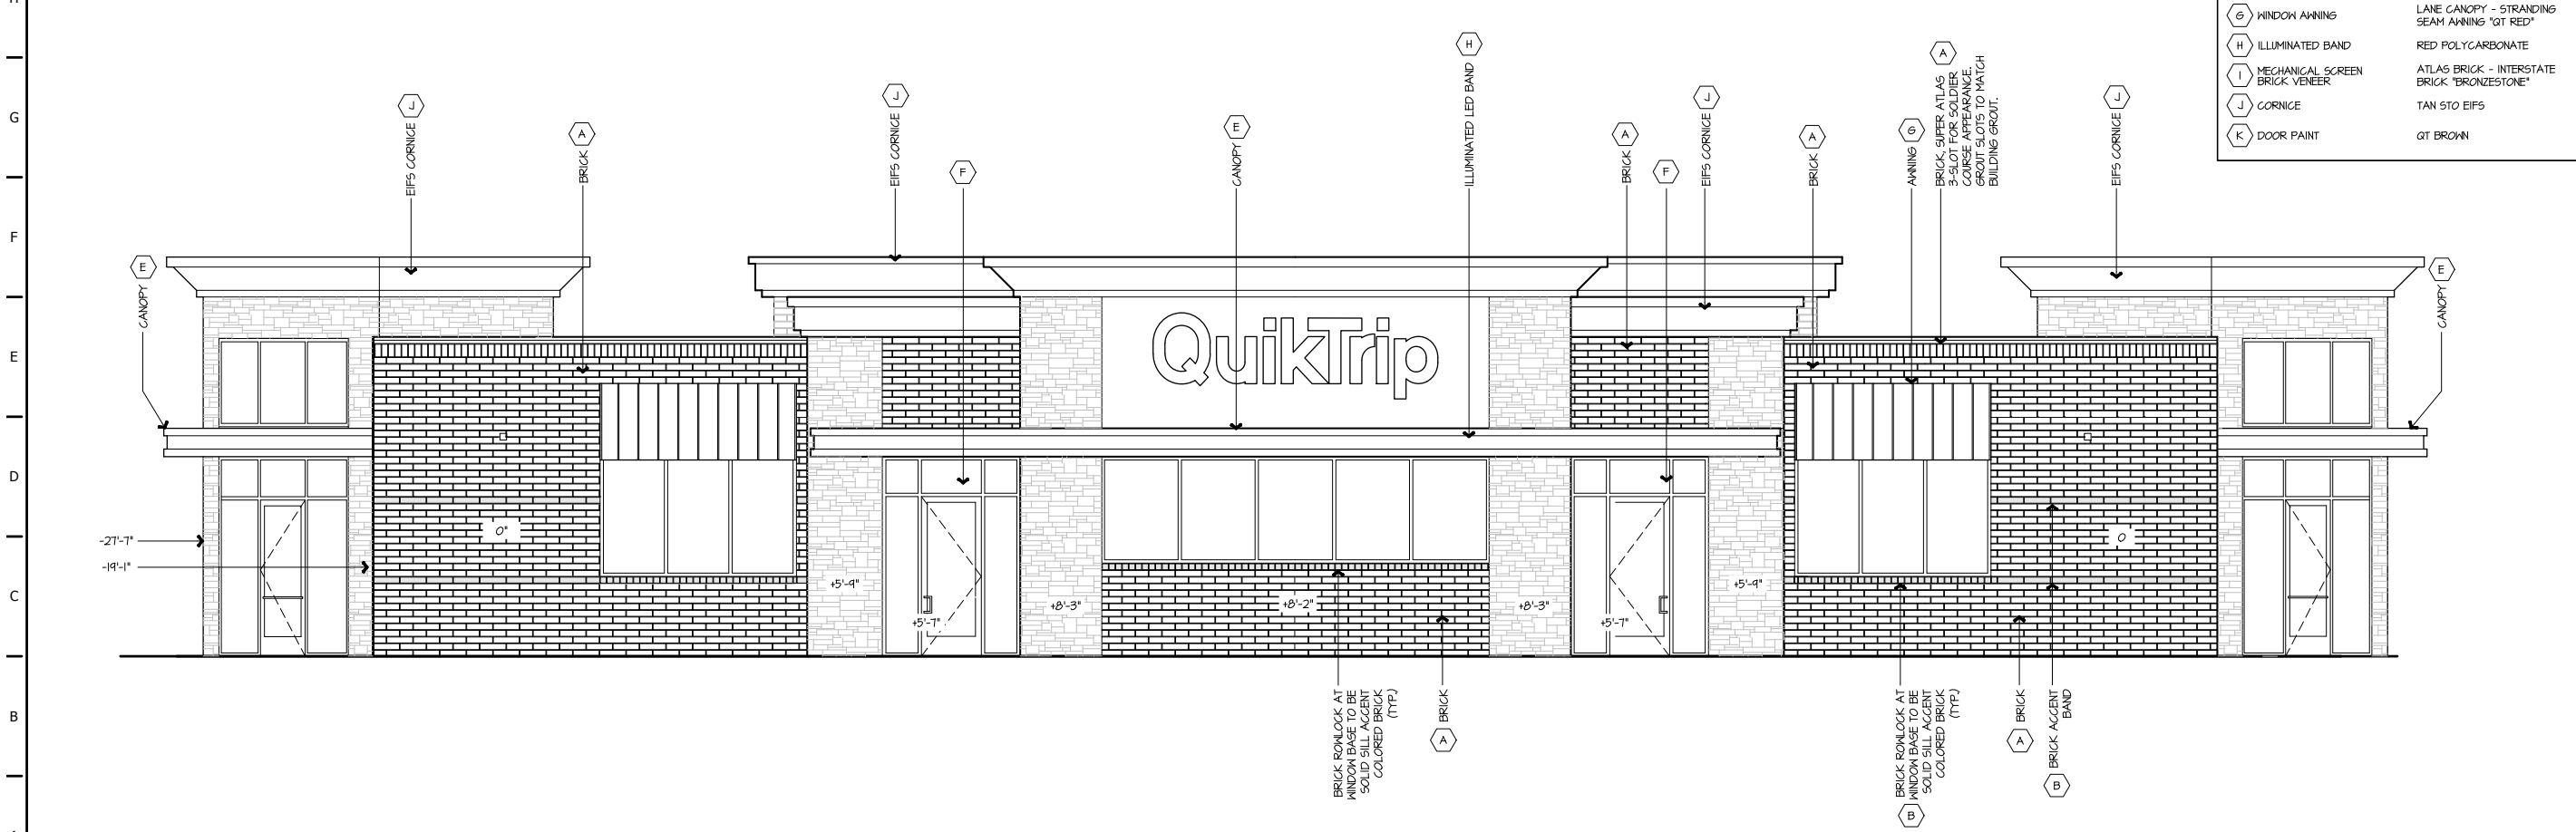 H
G WINDOW AWNING
LANE CANOPY - STRANDING
SEAM AWNING "QT RED"
H ILLUMINATED BAND
RED POLYCARBONATE
I MECHANICAL SCREEN
BRICK VENEER
ATLAS BRICK - INTERSTATE
BRICK "BRONZESTONE"
J CORNICE
TAN STO EIFS
K DOOR PAINT
QT BROWN
G
F
E
D
C
B
J
EIFS CORNICE
A
BRICK
J
EIFS CORNICE
F
E
CANOPY
H
ILLUMINATED LED BAND
A
BRICK
F
J
EIFS CORNICE
A
BRICK
G
AWNING
A
BRICK, SUPER ATLAS
3-SLOT FOR SOLDIER
COURSE APPEARANCE.
GROUT SLOTS TO MATCH
BUILDING GROUT.
J
EIFS CORNICE
E
CANOPY
E
CANOPY
QuikTrip
-27'-7"
-19'-1"
0"
+5'-9"
+5'-7"
+8'-3"
+8'-2"
+8'-3"
+5'-7"
+5'-9"
0
BRICK ROWLOCK AT
WINDOW BASE TO BE
SOLID SILL ACCENT
COLORED BRICK
(TYP.)
BRICK
A
BRICK ROWLOCK AT
WINDOW BASE TO BE
SOLID SILL ACCENT
COLORED BRICK
(TYP.)
B
BRICK
A
BRICK ACCENT
BAND
B